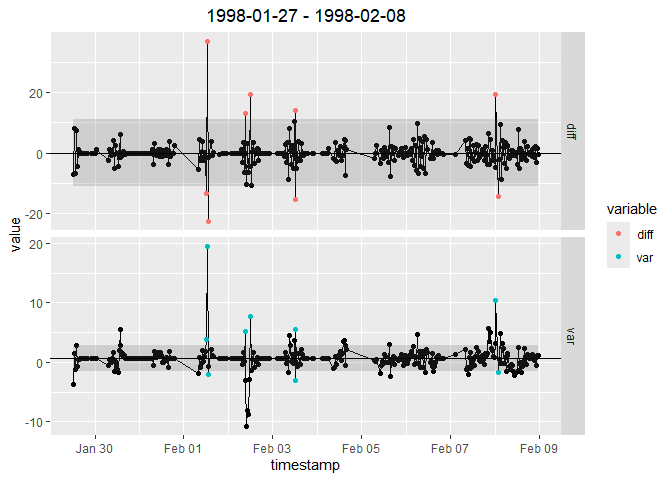 1998-01-27 - 1998-02-08
20
0
-20
diff
20
10
0
-10
var
value
Jan 30
Feb 01
Feb 03
Feb 05
Feb 07
Feb 09
timestamp
variable
diff
var